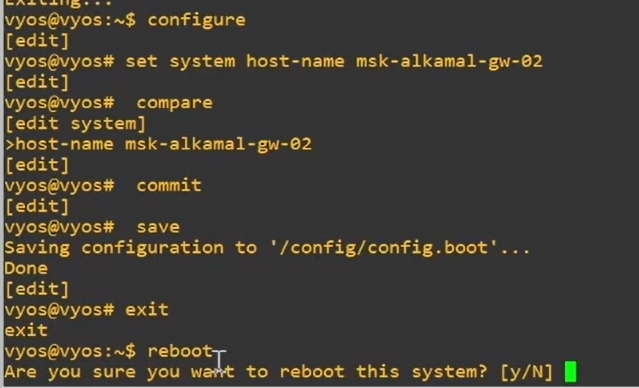 Exiting...
vyos@vyos:~$ configure
[edit]
vyos@vyos# set system host-name msk-alkamal-gw-02
[edit]
vyos@vyos#  compare
[edit system]
>host-name msk-alkamal-gw-02
[edit]
vyos@vyos#  commit
[edit]
vyos@vyos#  save
Saving configuration to '/config/config.boot'...
Done
[edit]
vyos@vyos# exit
exit
vyos@vyos:~$ reboot
Are you sure you want to reboot this system? [y/N]